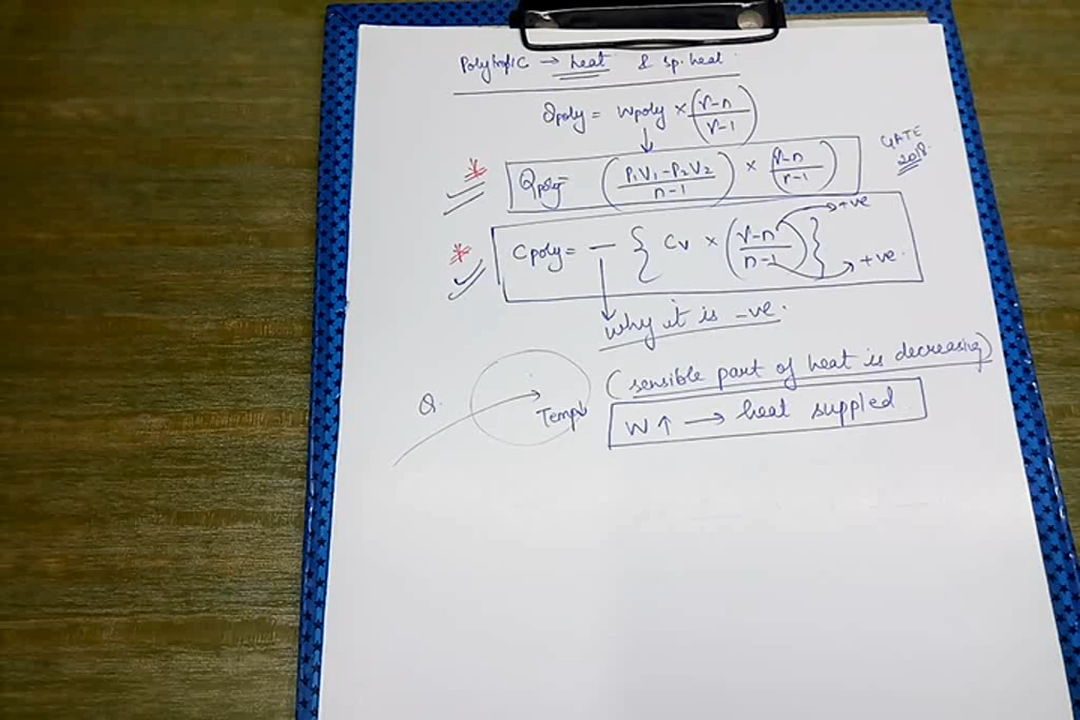 Polytropic → heat & sp. heat.
Qpoly = Wpoly × (γ-n / γ-1)
GATE 2018
Qpoly = (P₁V₁-P₂V₂ / n-1) × (γ-n / γ-1)
Cpoly = - { Cv × (γ-n / n-1) } +ve +ve.
why it is -ve.
(sensible part of heat is decreasing)
Q. Temp↓
W↑ → heat suppled